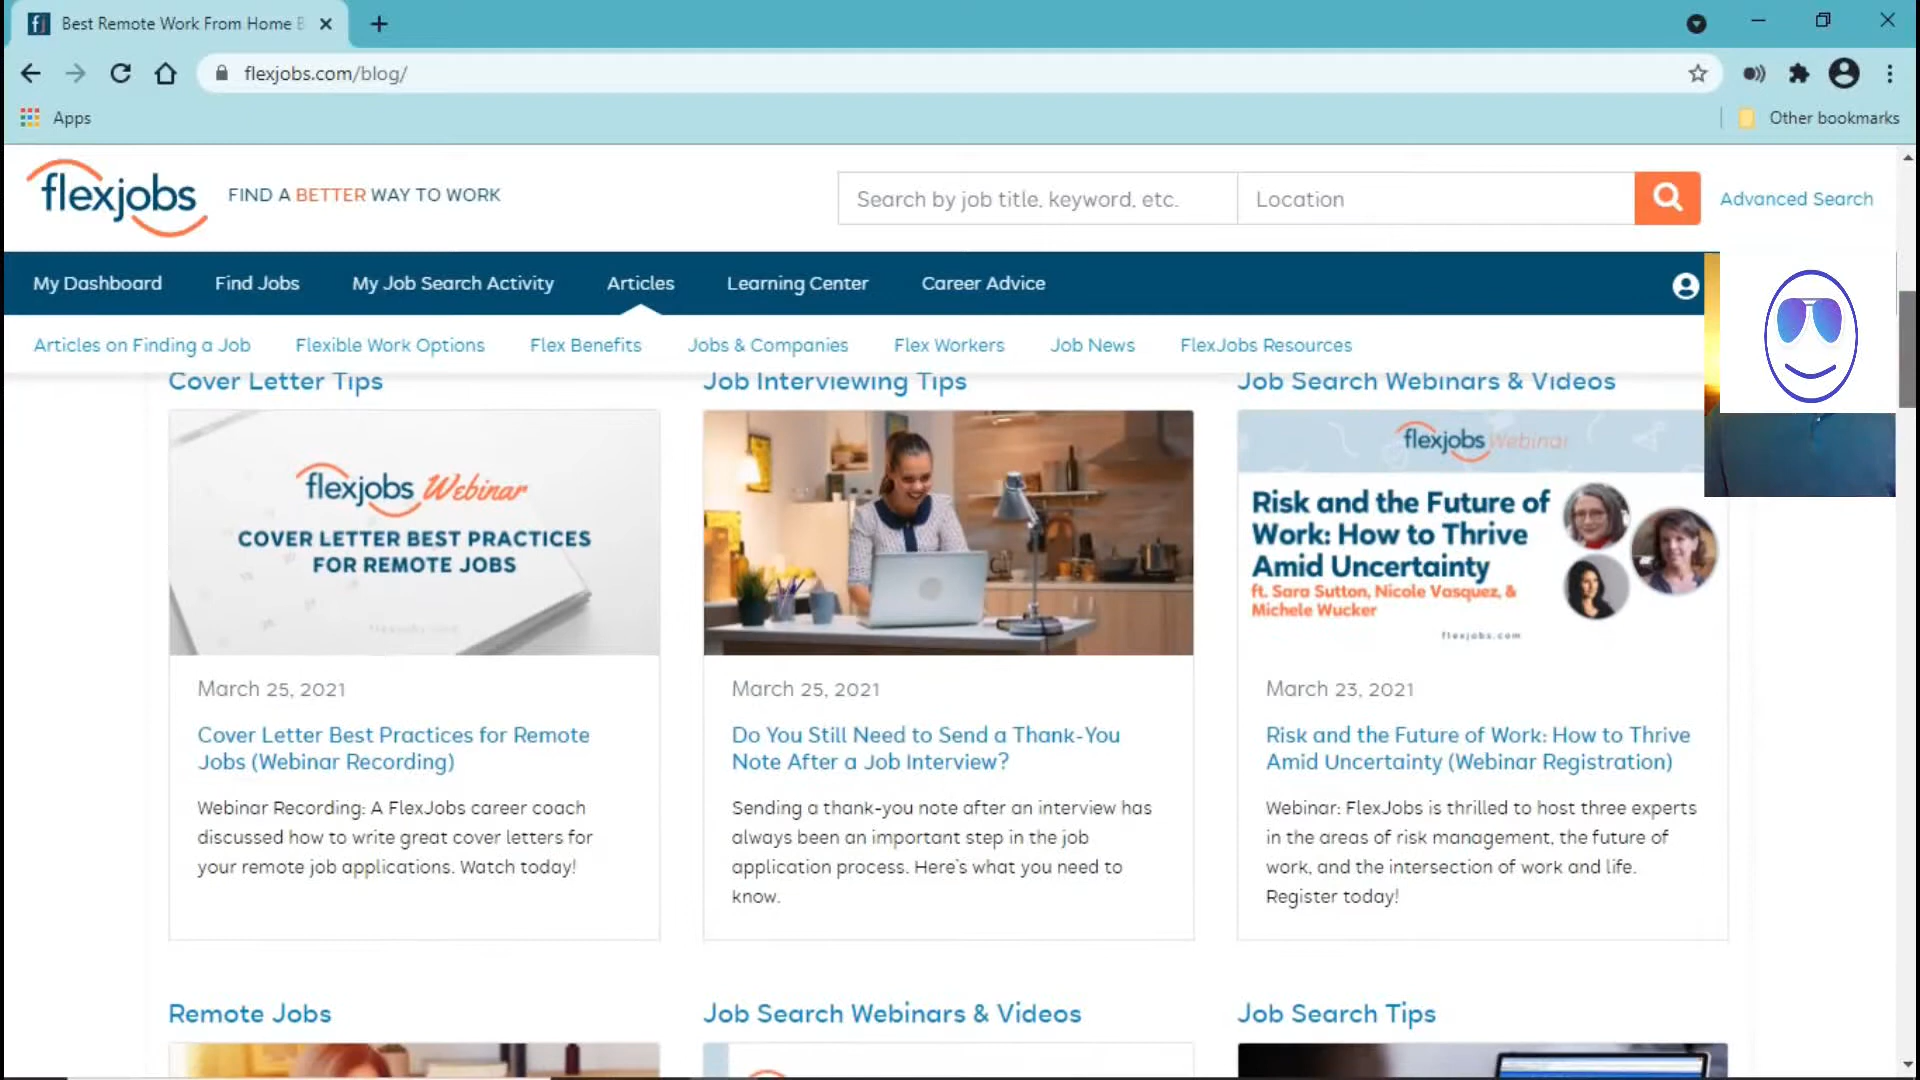 Best Remote Work From Home
flexjobs.com/blog/
Apps
Other bookmarks
flexjobs
FIND A BETTER WAY TO WORK
Search by job title, keyword, etc.
Location
Advanced Search
My Dashboard
Find Jobs
My Job Search Activity
Articles
Learning Center
Career Advice
Articles on Finding a Job
Flexible Work Options
Flex Benefits
Jobs & Companies
Flex Workers
Job News
FlexJobs Resources
Cover Letter Tips
flexjobs Webinar
COVER LETTER BEST PRACTICES
FOR REMOTE JOBS
March 25, 2021
Cover Letter Best Practices for Remote
Jobs (Webinar Recording)
Webinar Recording: A FlexJobs career coach
discussed how to write great cover letters for
your remote job applications. Watch today!
Job Interviewing Tips
March 25, 2021
Do You Still Need to Send a Thank-You
Note After a Job Interview?
Sending a thank-you note after an interview has
always been an important step in the job
application process. Here's what you need to
know.
Job Search Webinars & Videos
flexjobs Webinar
Risk and the Future of
Work: How to Thrive
Amid Uncertainty
ft. Sara Sutton, Nicole Vasquez, &
Michele Wucker
flexjobs.com
March 23, 2021
Risk and the Future of Work: How to Thrive
Amid Uncertainty (Webinar Registration)
Webinar: FlexJobs is thrilled to host three experts
in the areas of risk management, the future of
work, and the intersection of work and life.
Register today!
Remote Jobs
Job Search Webinars & Videos
Job Search Tips